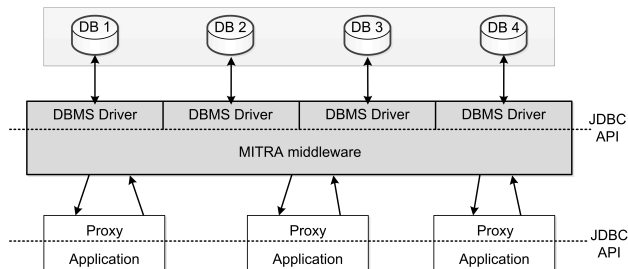 DB 1 DB 2 DB 3 DB 4
DBMS Driver DBMS Driver DBMS Driver DBMS Driver
JDBC
API
MITRA middleware
Proxy Proxy Proxy
JDBC
API
Application Application Application